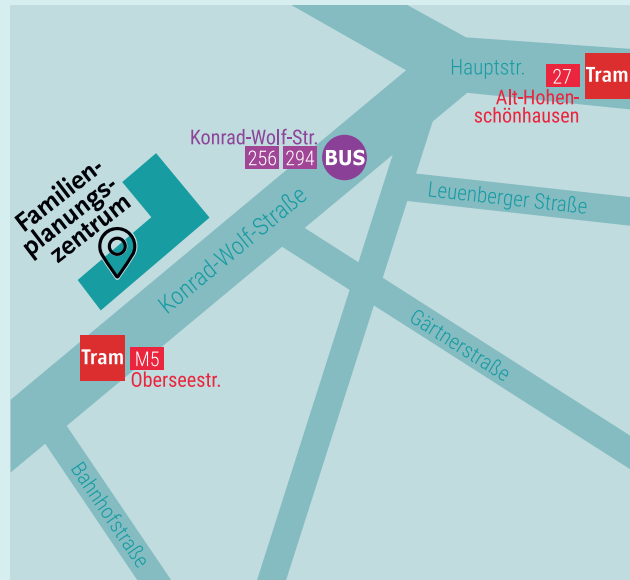 Hauptstr.
27 Tram
Alt-Hohen-
schönhausen
Konrad-Wolf-Str.
256 294 BUS
Familien-
planungs-
zentrum
Leuenberger Straße
Konrad-Wolf-Straße
Gärtnerstraße
Tram M5
Oberseestr.
Bahnhofstraße